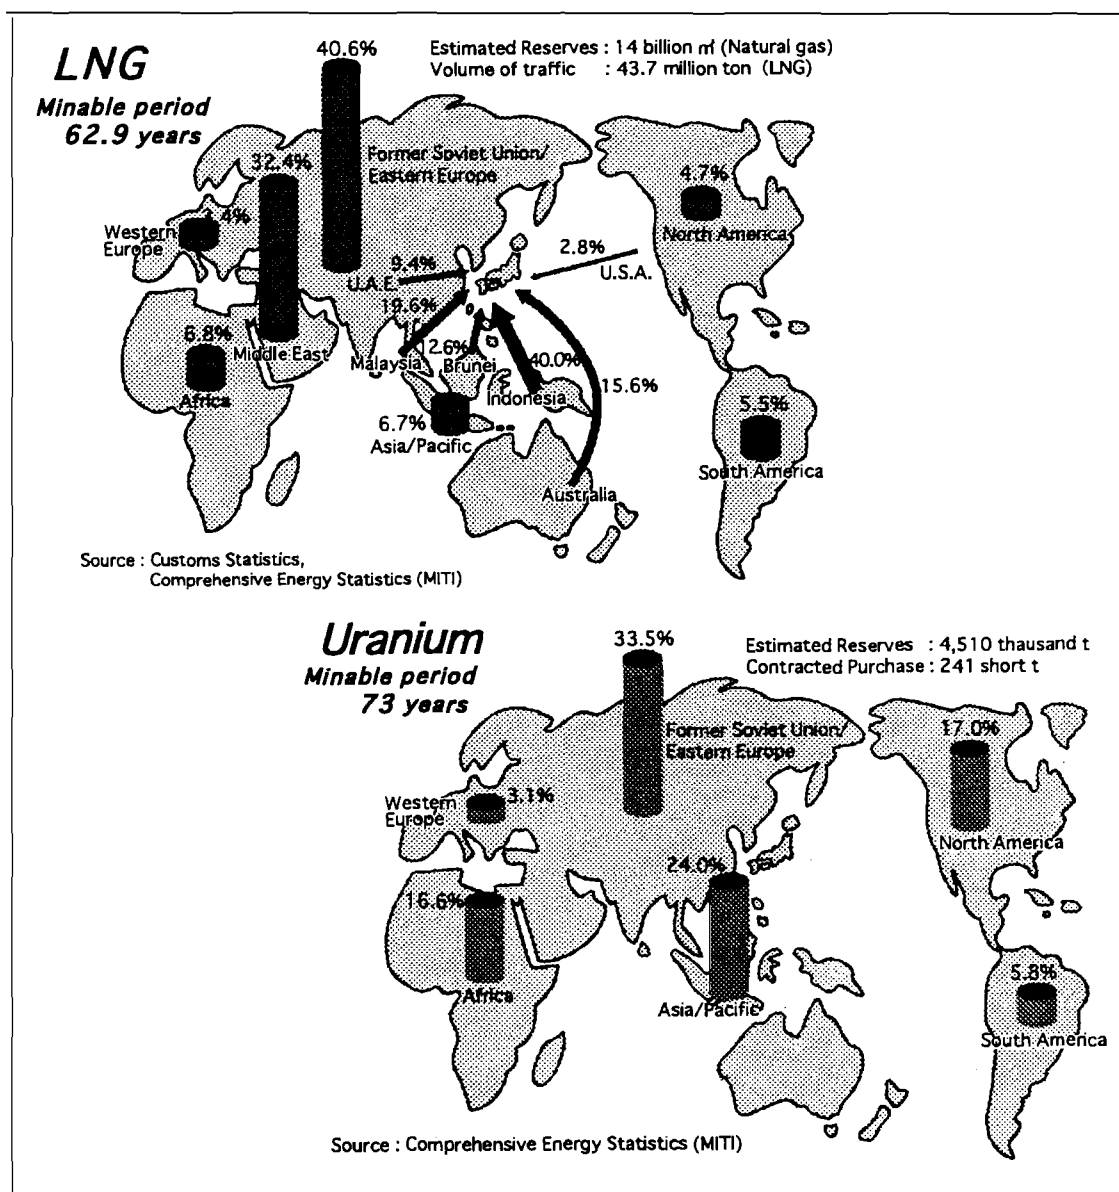 LNG
Minable period
62.9 years
40.6%
Estimated Reserves : 14 billion ㎥ (Natural gas)
Volume of traffic : 43.7 million ton (LNG)
Former Soviet Union/
Eastern Europe
32.4%
4.7%
North America
Western
Europe
2.8%
U.S.A.
9.4%
U.A.E.
19.6%
6.8%
Middle East
Malaysia
12.6%
Brunei
40.0%
Indonesia
15.6%
Africa
6.7%
Asia/Pacific
5.5%
South America
Australia
Source : Customs Statistics,
Comprehensive Energy Statistics (MITI)
Uranium
Minable period
73 years
33.5%
Estimated Reserves : 4,510 thausand t
Contracted Purchase : 241 short t
Former Soviet Union/
Eastern Europe
17.0%
North America
Western
Europe
3.1%
24.0%
16.6%
Africa
Asia/Pacific
5.8%
South America
Source : Comprehensive Energy Statistics (MITI)